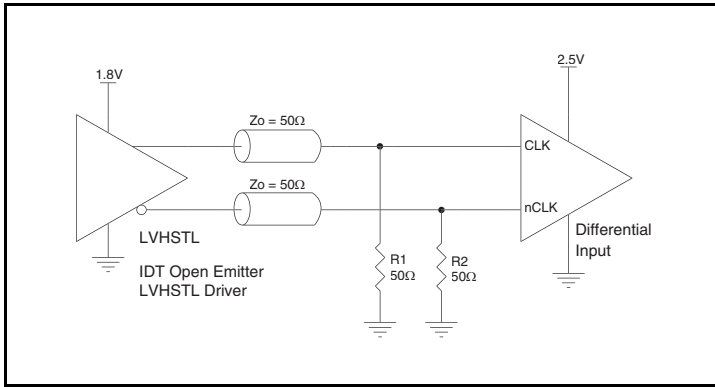 1.8V
2.5V
Zo = 50Ω
CLK
Zo = 50Ω
nCLK
LVHSTL
Differential
Input
IDT Open Emitter
LVHSTL Driver
R1
50Ω
R2
50Ω